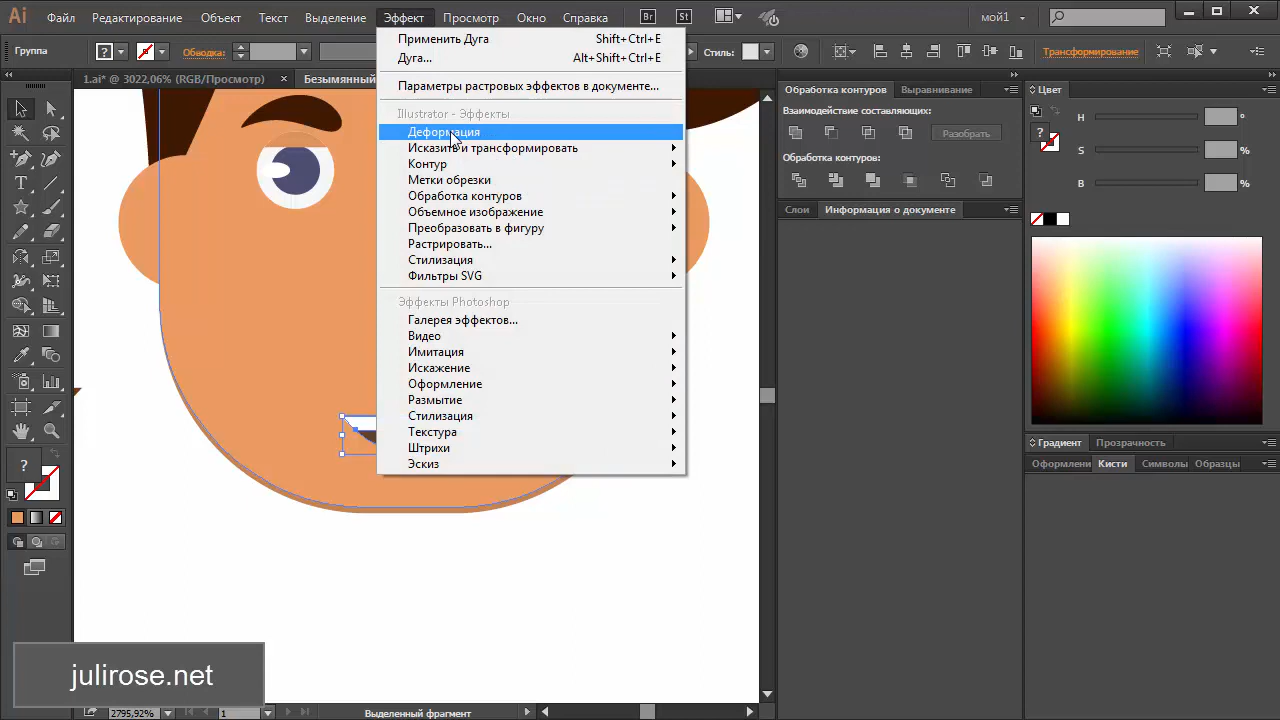 Ai Файл Редактирование Объект Текст Выделение Эффект Просмотр Окно Справка Br St мой1
Группа ? Обводка: Стиль: Трансформирование
1.ai* @ 3022,06% (RGB/Просмотр) × Безымянный
Применить Дуга Shift+Ctrl+E
Дуга... Alt+Shift+Ctrl+E
Параметры растровых эффектов в документе...
Illustrator - Эффекты
Деформация
Исказить и трансформировать
Контур
Метки обрезки
Обработка контуров
Объемное изображение
Преобразовать в фигуру
Растрировать...
Стилизация
Фильтры SVG
Эффекты Photoshop
Галерея эффектов...
Видео
Имитация
Искажение
Оформление
Размытие
Стилизация
Текстура
Штрихи
Эскиз
Обработка контуров Выравнивание
Взаимодействие составляющих:
Разобрать
Обработка контуров:
Слои Информация о документе
Цвет
? H °
S %
B %
Градиент Прозрачность
Оформлени Кисти Символы Образцы
T
?
julirose.net
2795,92% 1 Выделенный фрагмент